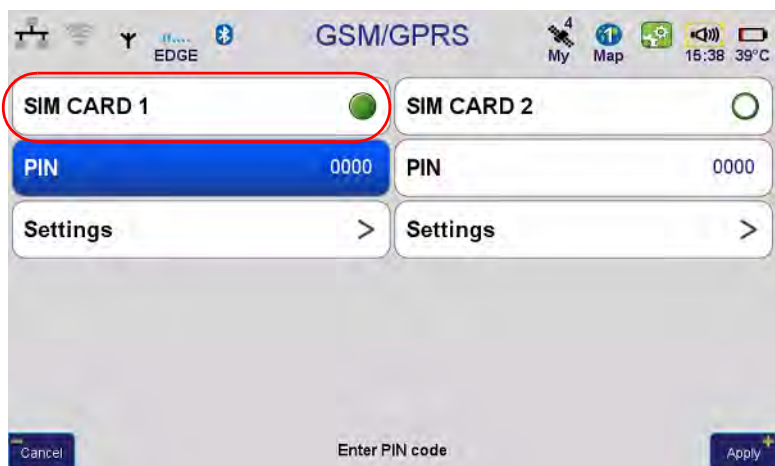 GSM/GPRS
4
EDGE
My Map 15:38 39°C
SIM CARD 1
SIM CARD 2
PIN 0000
PIN 0000
Settings >
Settings >
Cancel
Enter PIN code
Apply